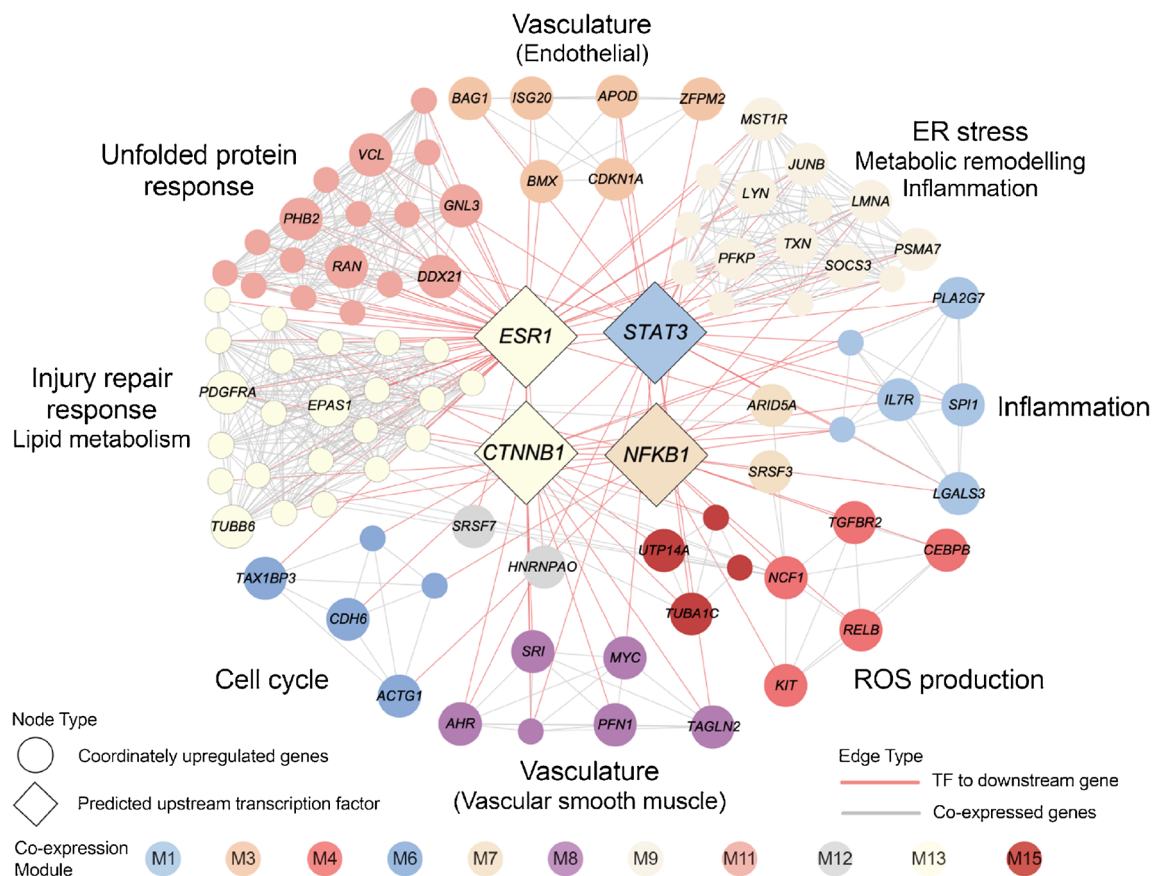 Vasculature
(Endothelial)
BAG1
ISG20
APOD
ZFPM2
BMX
CDKN1A
Unfolded protein
response
VCL
GNL3
PHB2
RAN
DDX21
ER stress
Metabolic remodelling
Inflammation
MST1R
JUNB
LYN
LMNA
TXN
PSMA7
PFKP
SOCS3
ESR1
STAT3
CTNNB1
NFKB1
Injury repair
response
Lipid metabolism
PDGFRA
EPAS1
TUBB6
Inflammation
PLA2G7
IL7R
SPI1
LGALS3
ARID5A
SRSF3
SRSF7
HNRNPAO
UTP14A
TUBA1C
TGFBR2
CEBPB
NCF1
RELB
KIT
ROS production
TAX1BP3
CDH6
ACTG1
Cell cycle
SRI
MYC
AHR
PFN1
TAGLN2
Vasculature
(Vascular smooth muscle)
Node Type
Coordinately upregulated genes
Predicted upstream transcription factor
Edge Type
TF to downstream gene
Co-expressed genes
Co-expression
Module
M1
M3
M4
M6
M7
M8
M9
M11
M12
M13
M15